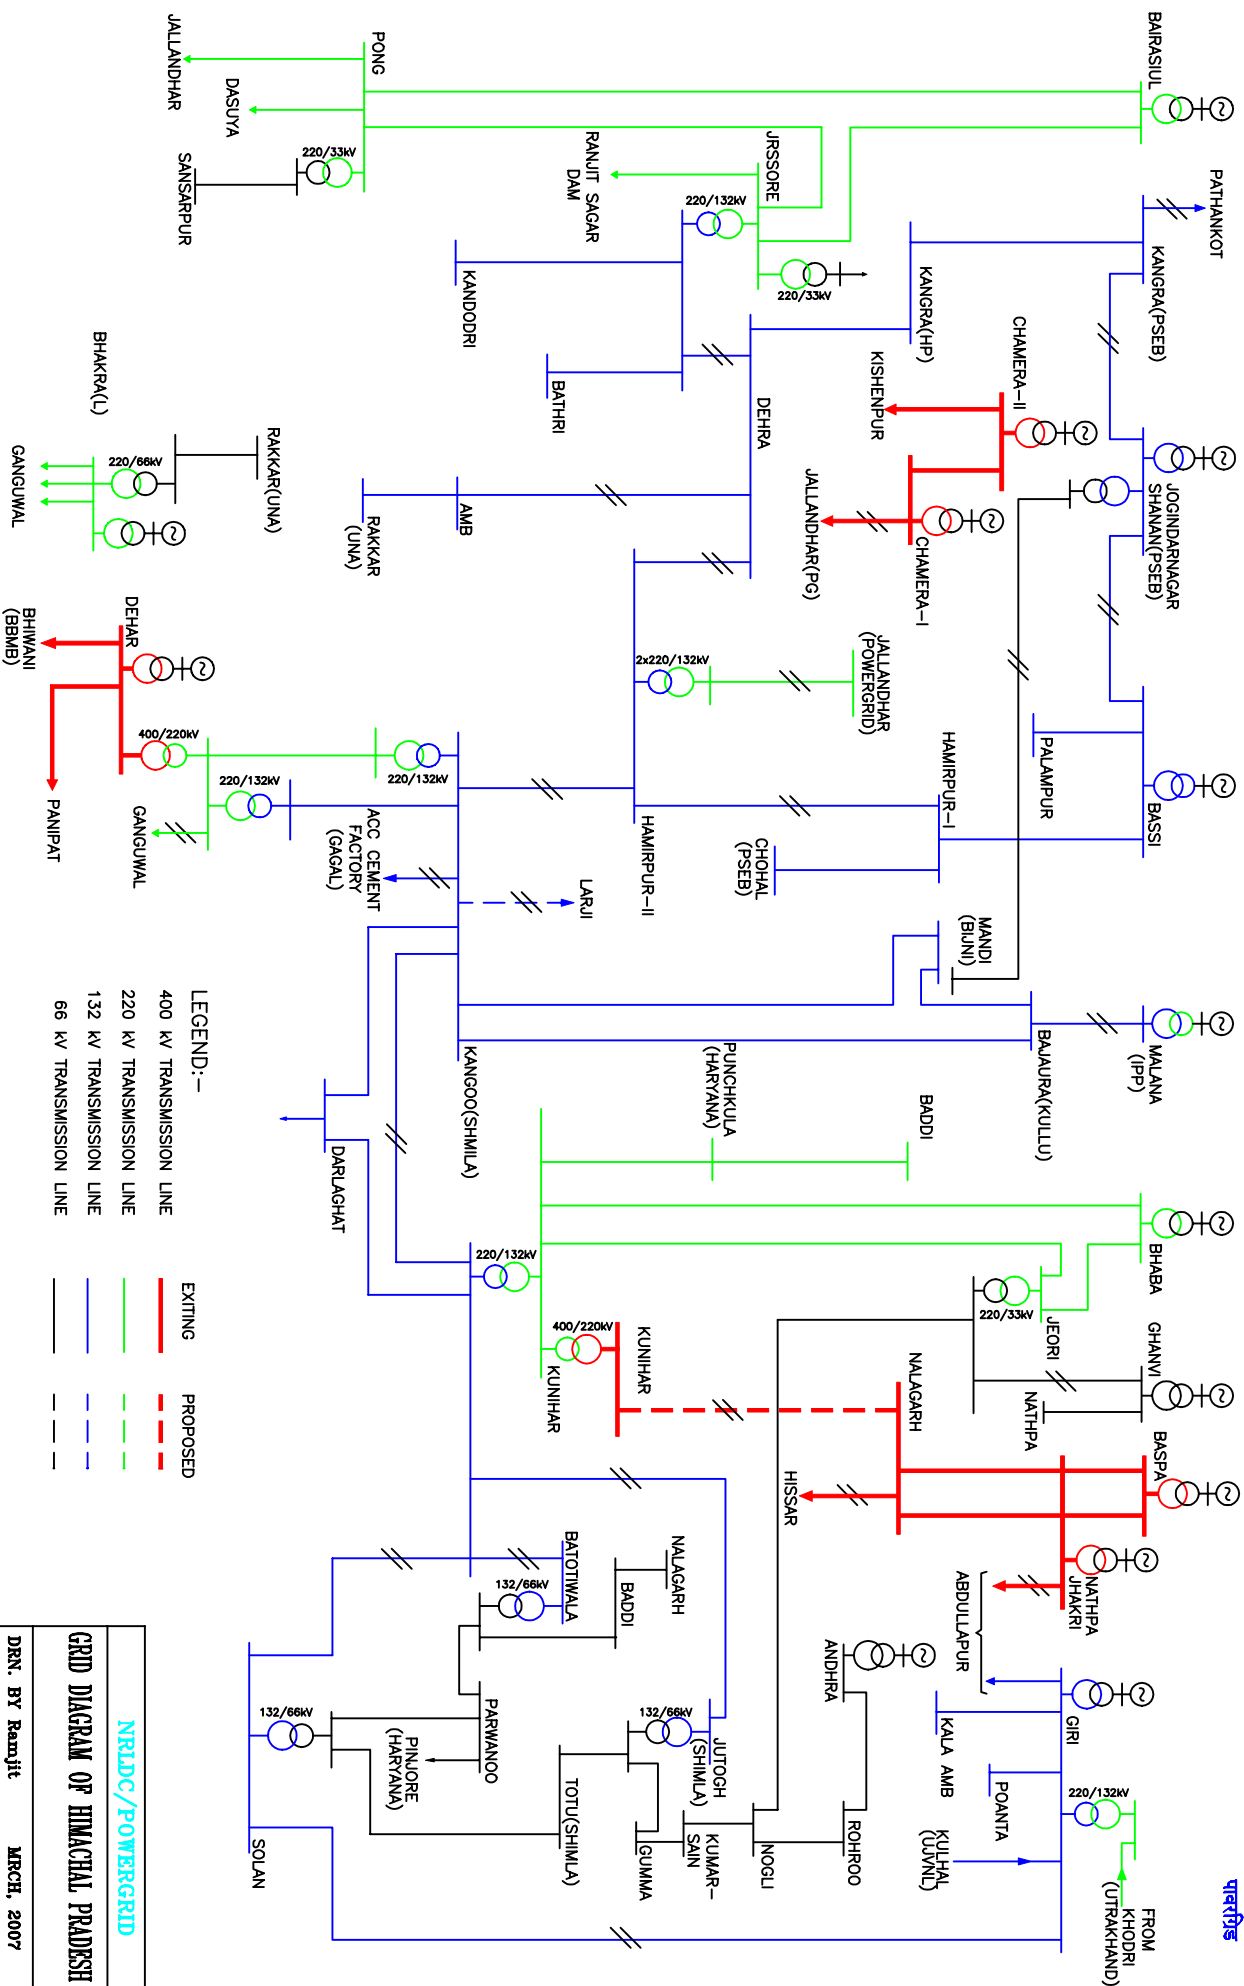 पावरग्रिड
BAIRASIUL
PATHANKOT
KANGRA(PSEB)
JOGINDARNAGAR
SHANAN(PSEB)
BASSI
PALAMPUR
MALANA
(IPP)
BHABA
GHANVI
NATHPA
BASPA
NATHPA
JHAKRI
ABDULLAPUR
GIRI
KALA AMB
POANTA
220/132kV
FROM
KHODRI
(UTRAKHAND)
KULHAL
(UJVNL)
PONG
JALLANDHAR
DASUYA
220/33kV
SANSARPUR
JRSSORE
RANJIT SAGAR
DAM
220/132kV
220/33kV
KANDODRI
BATHRI
KANGRA(HP)
DEHRA
CHAMERA-II
KISHENPUR
CHAMERA-I
JALLANDHAR(PG)
AMB
RAKKAR
(UNA)
RAKKAR(UNA)
BHAKRA(L)
220/66kV
GANGUWAL
JALLANDHAR
(POWERGRID)
2x220/132kV
HAMIRPUR-II
HAMIRPUR-I
CHOHAL
(PSEB)
MANDI
(BIJNI)
BAJAURA(KULLU)
DEHAR
BHIWANI
(BBMB)
PANIPAT
400/220kV
220/132kV
GANGUWAL
220/132kV
ACC CEMENT
FACTORY
(GAGAL)
LARJI
KANGOO(SHMILA)
DARLAGHAT
PUNCHKULA
(HARYANA)
BADDI
220/132kV
400/220kV
KUNIHAR
KUNIHAR
JEORI
220/33kV
NALAGARH
HISSAR
NALAGARH
BADDI
BATOTIWALA
132/66kV
PARWANOO
PINJORE
(HARYANA)
132/66kV
SOLAN
JUTOGH
(SHIMLA)
132/66kV
TOTU(SHIMLA)
GUMMA
KUMAR-
SAIN
NOGLI
ROHROO
ANDHRA
LEGEND:-
EXITING
PROPOSED
400 kV TRANSMISSION LINE
220 kV TRANSMISSION LINE
132 kV TRANSMISSION LINE
66 kV TRANSMISSION LINE
NRLDC/POWERGRID
GRID DIAGRAM OF HIMACHAL PRADESH
DRN. BY Ramjit MRCH, 2007